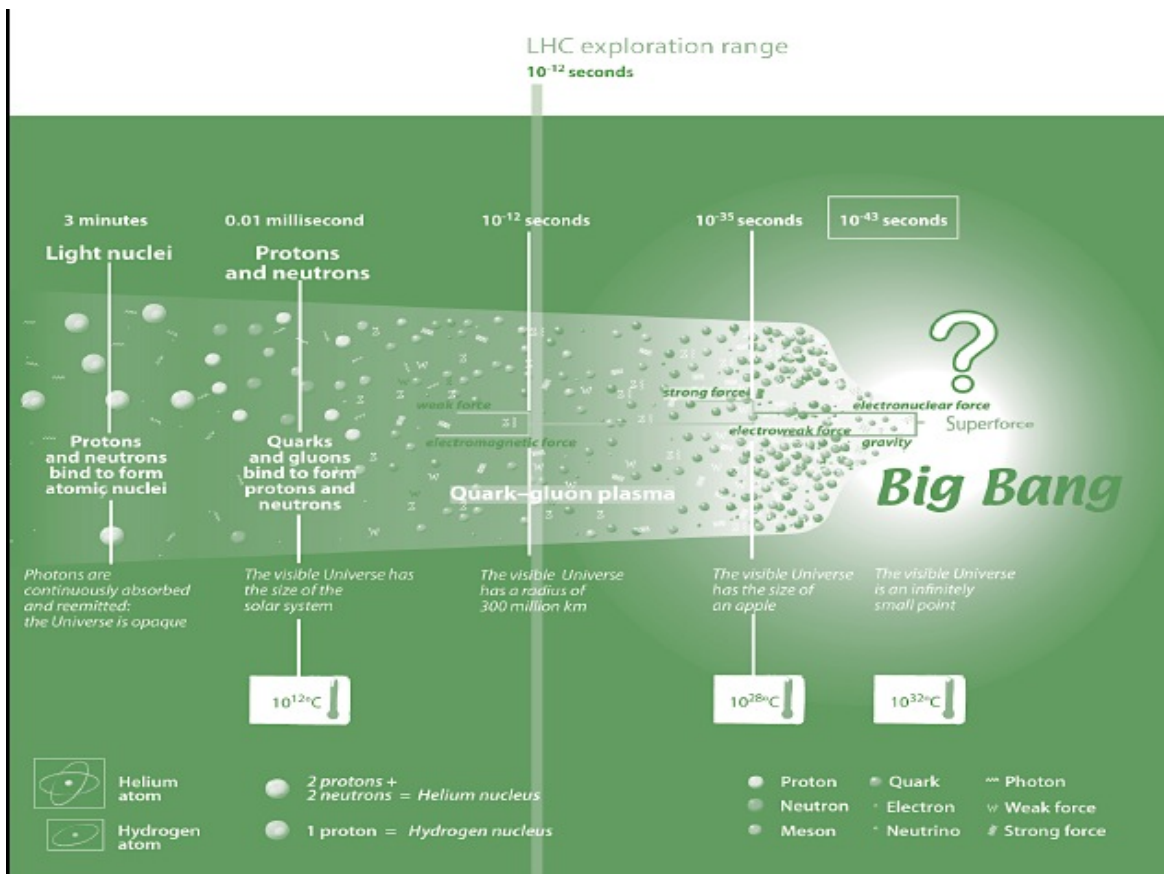 LHC exploration range
10⁻¹² seconds
3 minutes
0.01 millisecond
10⁻¹² seconds
10⁻³⁵ seconds
10⁻⁴³ seconds
Light nuclei
Protons
and neutrons
?
weak force
electromagnetic force
strong force
electroweak force
electronuclear force
gravity
Superforce
Protons
and neutrons
bind to form
atomic nuclei
Quarks
and gluons
bind to form
protons and
neutrons
Quark–gluon plasma
Big Bang
Photons are
continuously absorbed
and reemitted:
the Universe is opaque
The visible Universe has
the size of the
solar system
The visible Universe
has a radius of
300 million km
The visible Universe
has the size of
an apple
The visible Universe
is an infinitely
small point
10¹²°C
10²⁸°C
10³²°C
Helium
atom
Hydrogen
atom
2 protons +
2 neutrons = Helium nucleus
1 proton = Hydrogen nucleus
Proton
Neutron
Meson
Quark
Electron
Neutrino
Photon
w Weak force
Strong force